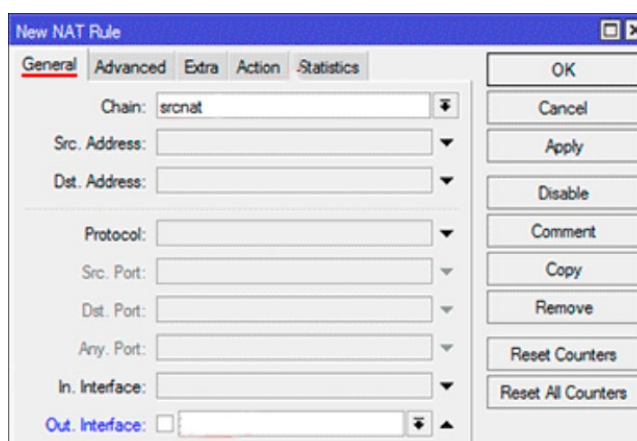 New NAT Rule
General Advanced Extra Action Statistics
OK
Chain: srcnat
Cancel
Src. Address:
Apply
Dst. Address:
Disable
Protocol:
Comment
Src. Port:
Copy
Dst. Port:
Remove
Any. Port:
Reset Counters
In. Interface:
Reset All Counters
Out. Interface: